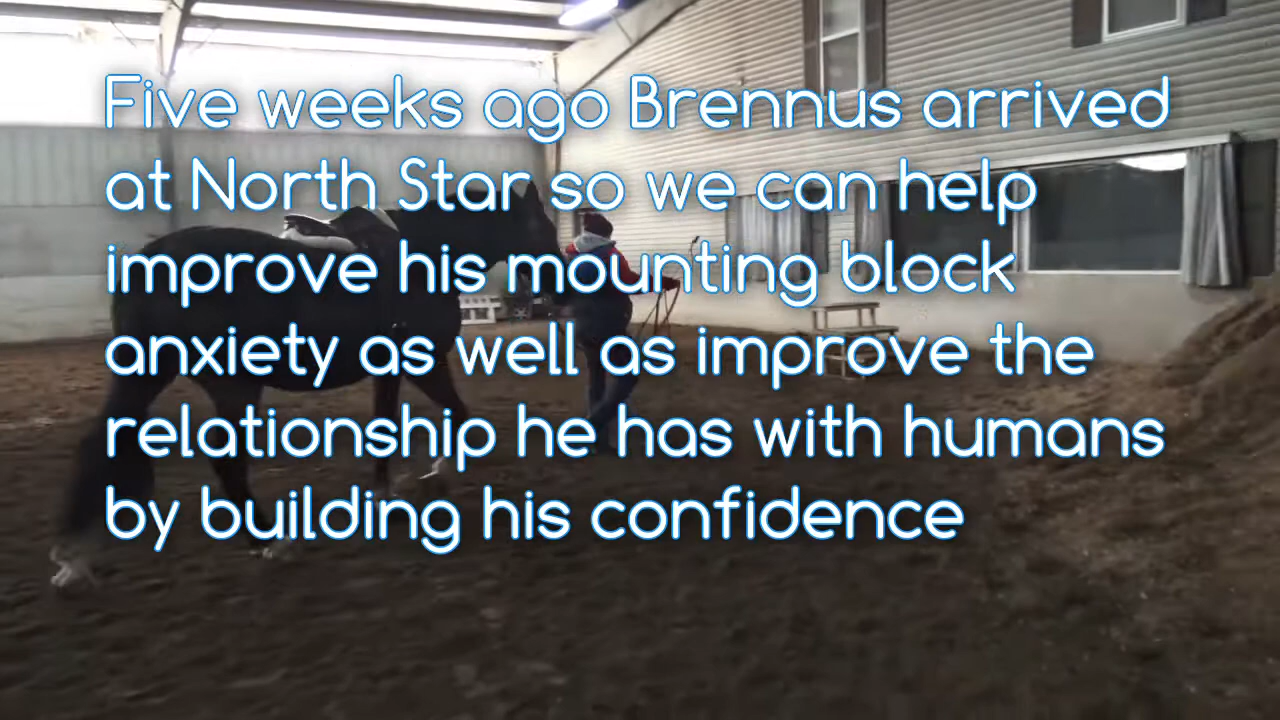 Five weeks ago Brennus arrived
at North Star so we can help
improve his mounting block
anxiety as well as improve the
relationship he has with humans
by building his confidence